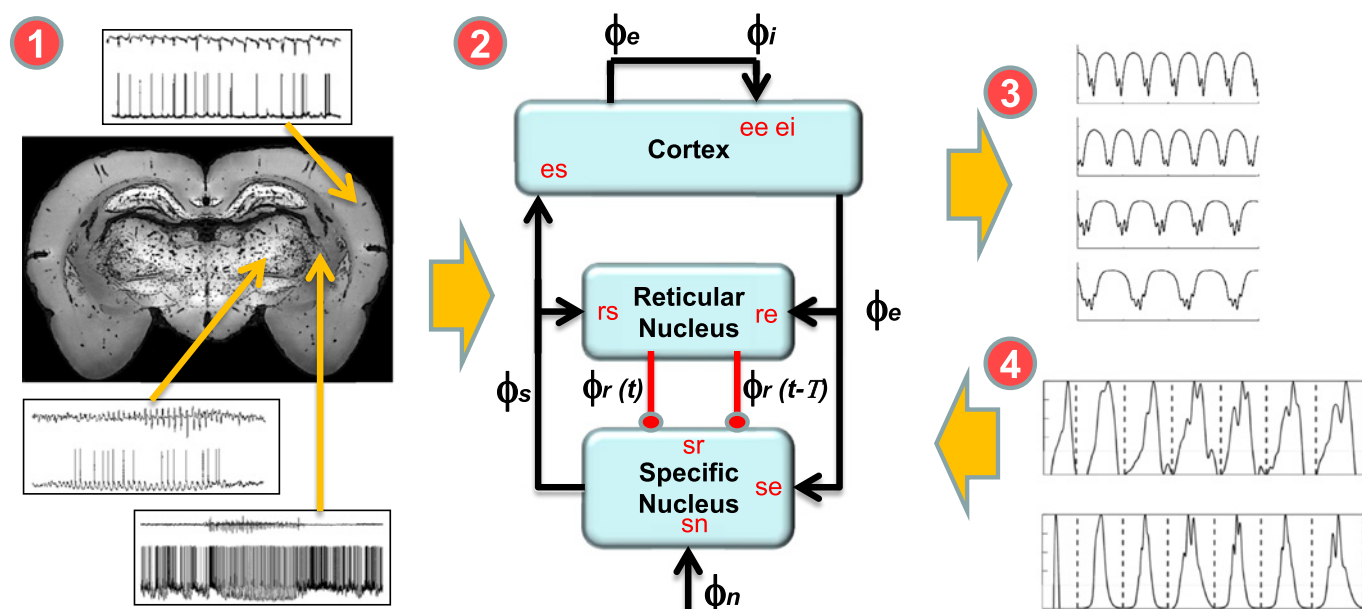 1
2
3
4
ϕe
ϕi
ee ei
Cortex
es
Reticular
Nucleus
rs
re
ϕe
ϕs
ϕr (t)
ϕr (t-T)
sr
Specific
Nucleus
se
sn
ϕn